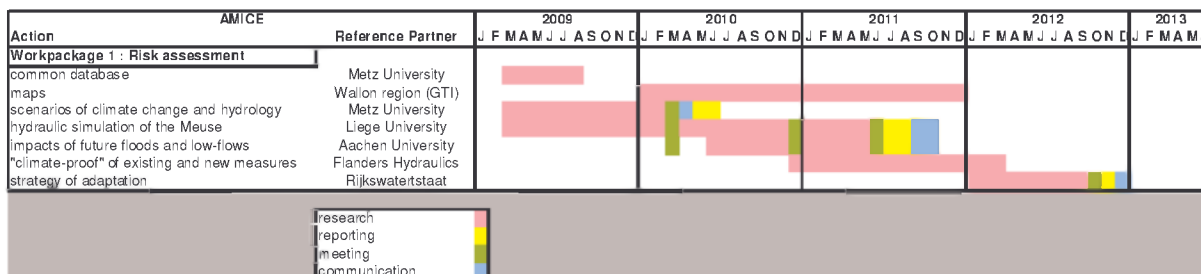 AMICE 2009 2010 2011 2012 2013
Action Reference Partner J F M A M J J A S O N D J F M A M J J A S O N D J F M A M J J A S O N D J F M A M J J A S O N D J F M A M
Workpackage 1 : Risk assessment
common database Metz University
maps Wallon region (GTI)
scenarios of climate change and hydrology Metz University
hydraulic simulation of the Meuse Liege University
impacts of future floods and low-flows Aachen University
"climate-proof" of existing and new measures Flanders Hydraulics
strategy of adaptation Rijkswatertstaat
research
reporting
meeting
communication